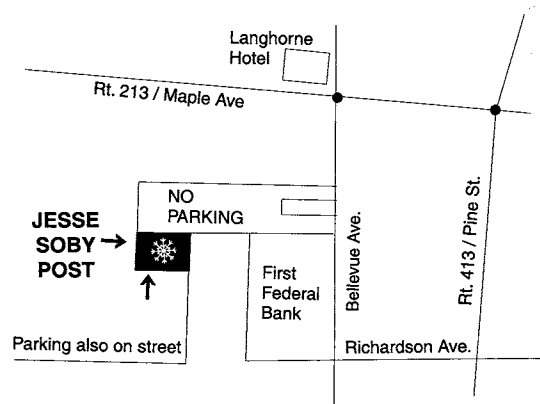 Langhorne
Hotel
Rt. 213 / Maple Ave
NO
PARKING
JESSE
SOBY
POST
First
Federal
Bank
Bellevue Ave.
Rt. 413 / Pine St.
Parking also on street
Richardson Ave.